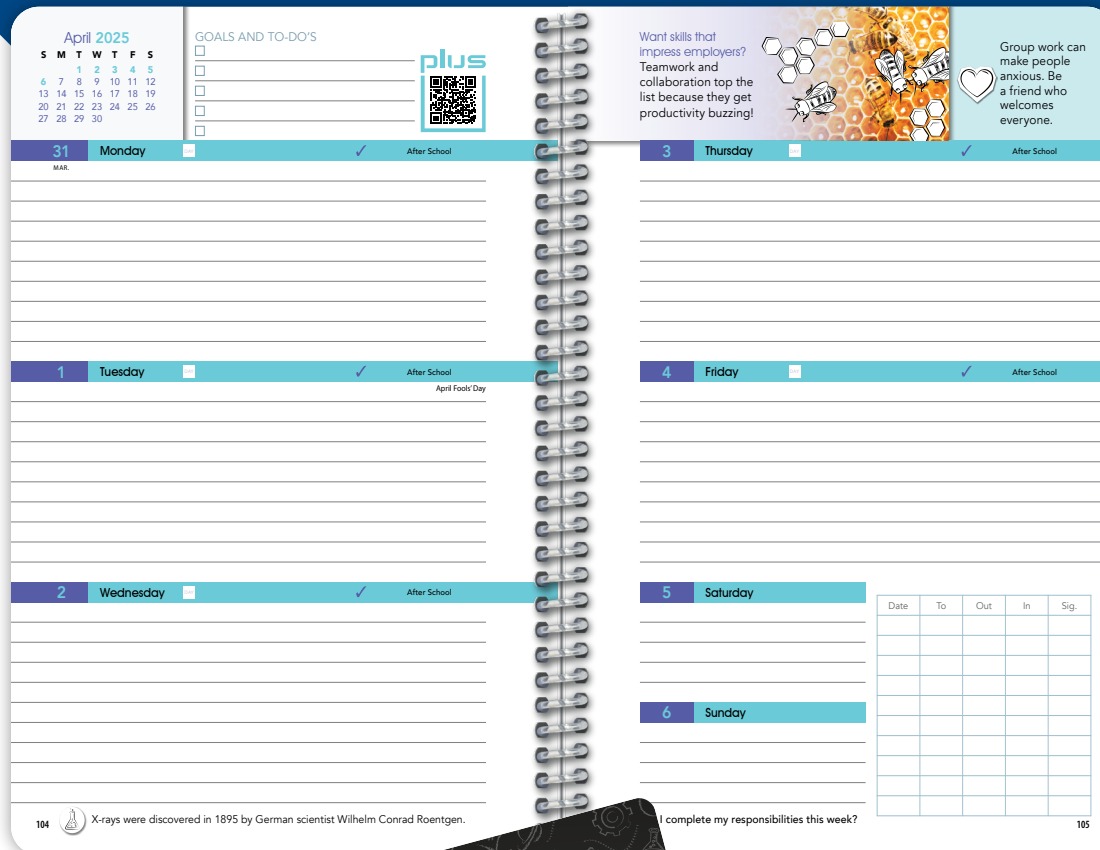 April 2025
S M T W T F S
1 2 3 4 5
6 7 8 9 10 11 12
13 14 15 16 17 18 19
20 21 22 23 24 25 26
27 28 29 30
GOALS AND TO-DO'S
plus
Want skills that
impress employers?
Teamwork and
collaboration top the
list because they get
productivity buzzing!
Group work can
make people
anxious. Be
a friend who
welcomes
everyone.
31 Monday ✓ After School
MAR.
1 Tuesday ✓ After School
April Fools' Day
2 Wednesday ✓ After School
104
X-rays were discovered in 1895 by German scientist Wilhelm Conrad Roentgen.
3 Thursday ✓ After School
4 Friday ✓ After School
5 Saturday
6 Sunday
Date To Out In Sig.
I complete my responsibilities this week?
105